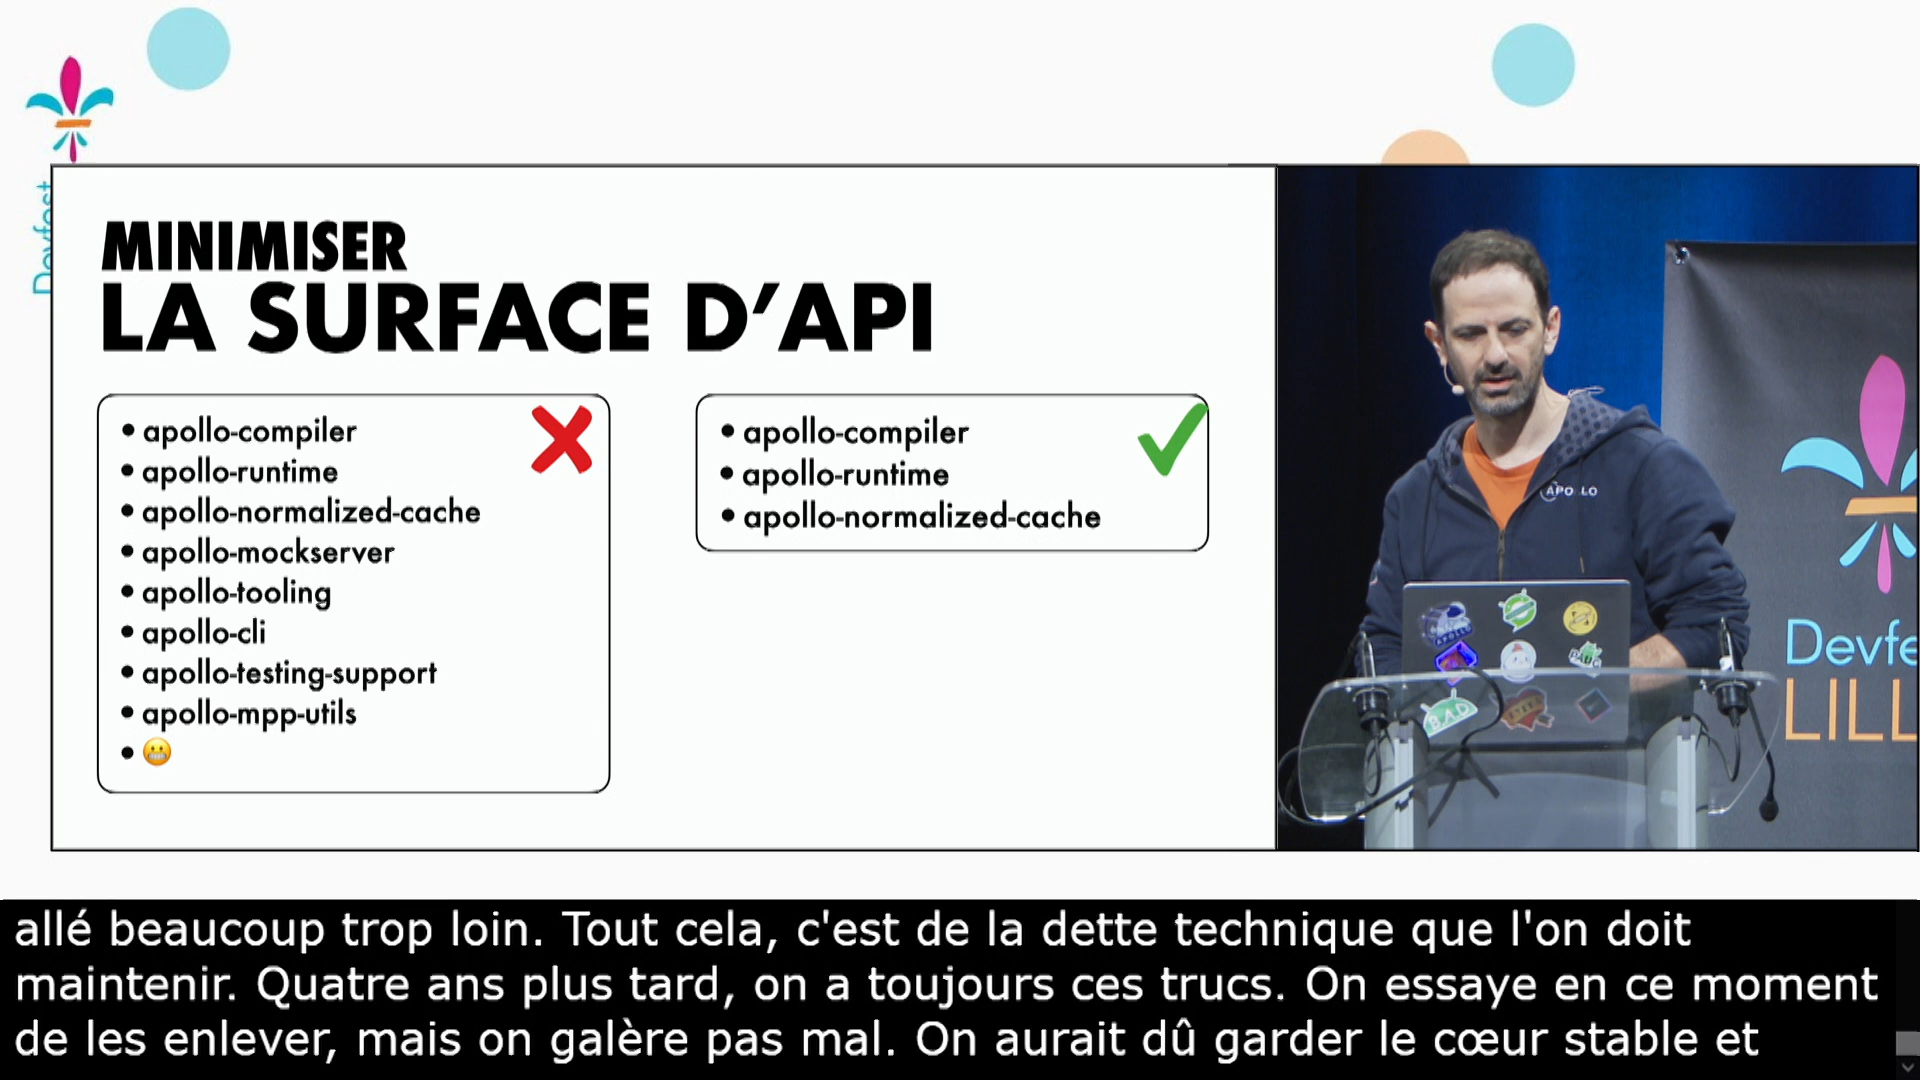 Devfest
MINIMISER
LA SURFACE D’API
• apollo-compiler
• apollo-runtime
• apollo-normalized-cache
• apollo-mockserver
• apollo-tooling
• apollo-cli
• apollo-testing-support
• apollo-mpp-utils
• 😬
• apollo-compiler
• apollo-runtime
• apollo-normalized-cache
APOLLO
APOLLO
BAD
Devfe
LILL
allé beaucoup trop loin. Tout cela, c'est de la dette technique que l'on doit
maintenir. Quatre ans plus tard, on a toujours ces trucs. On essaye en ce moment
de les enlever, mais on galère pas mal. On aurait dû garder le cœur stable et